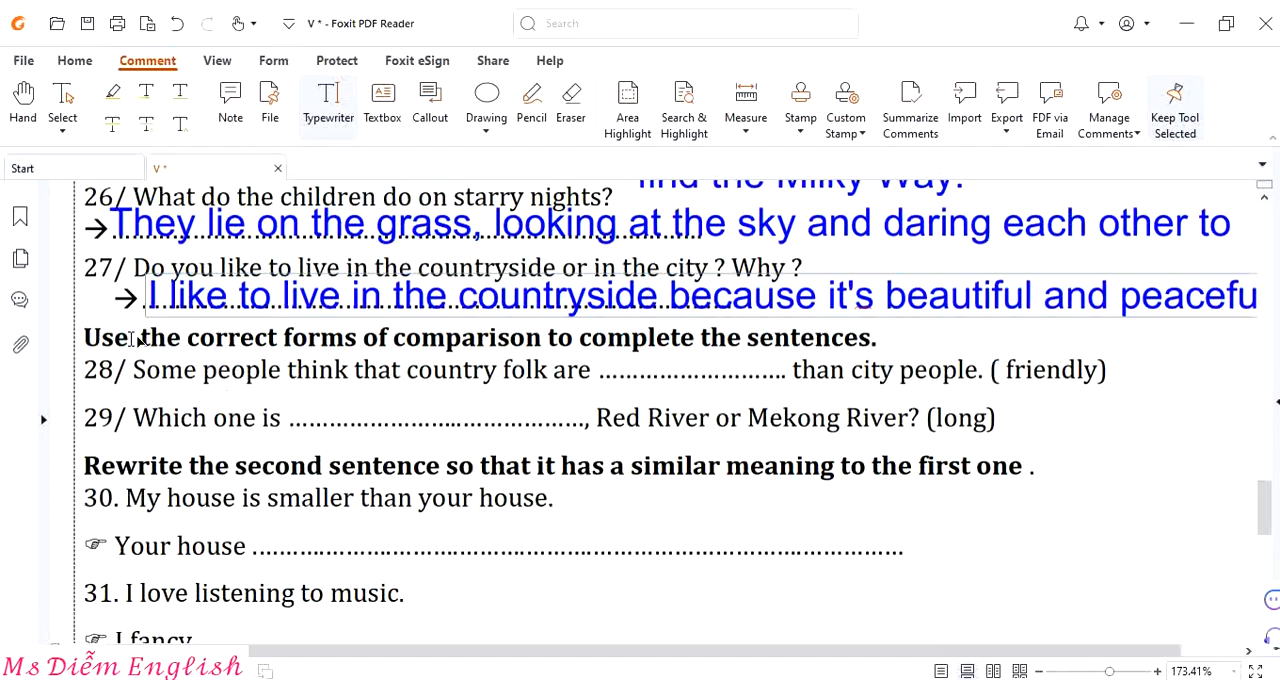 V * - Foxit PDF Reader
Search
File Home Comment View Form Protect Foxit eSign Share Help
Hand Select Note File Typewriter Textbox Callout Drawing Pencil Eraser Area Highlight Search & Highlight Measure Stamp Custom Stamp Summarize Comments Import Export PDF via Email Manage Comments Keep Tool Selected
Start V *
find the Milky Way.
26/ What do the children do on starry nights?
→ They lie on the grass, looking at the sky and daring each other to
27/ Do you like to live in the countryside or in the city ? Why ?
→ I like to live in the countryside because it's beautiful and peacefu
Use the correct forms of comparison to complete the sentences.
28/ Some people think that country folk are ............................ than city people. ( friendly)
29/ Which one is ............................................, Red River or Mekong River? (long)
Rewrite the second sentence so that it has a similar meaning to the first one .
30. My house is smaller than your house.
☞ Your house ..........................................................................................
31. I love listening to music.
☞ I fancy
Ms Diễm English
173.41%